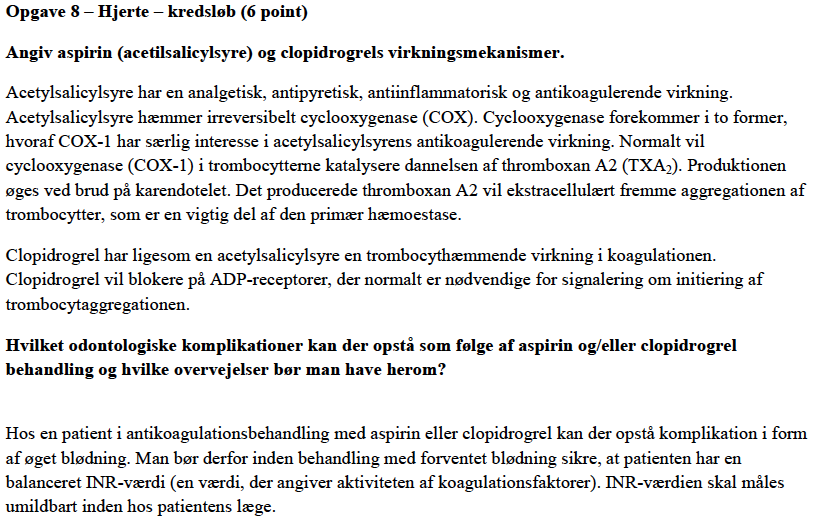 Opgave 8 – Hjerte – kredsløb (6 point)
Angiv aspirin (acetilsalicylsyre) og clopidrogrels virkningsmekanismer.
Acetylsalicylsyre har en analgetisk, antipyretisk, antiinflammatorisk og antikoagulerende virkning.
Acetylsalicylsyre hæmmer irreversibelt cyclooxygenase (COX). Cyclooxygenase forekommer i to former,
hvoraf COX-1 har særlig interesse i acetylsalicylsyrens antikoagulerende virkning. Normalt vil
cyclooxygenase (COX-1) i trombocytterne katalysere dannelsen af thromboxan A2 (TXA₂). Produktionen
øges ved brud på karendotelet. Det producerede thromboxan A2 vil ekstracellulært fremme aggregationen af
trombocytter, som er en vigtig del af den primær hæmoestase.
Clopidrogrel har ligesom en acetylsalicylsyre en trombocythæmmende virkning i koagulationen.
Clopidrogrel vil blokere på ADP-receptorer, der normalt er nødvendige for signalering om initiering af
trombocytaggregationen.
Hvilket odontologiske komplikationer kan der opstå som følge af aspirin og/eller clopidrogrel
behandling og hvilke overvejelser bør man have herom?
Hos en patient i antikoagulationsbehandling med aspirin eller clopidrogrel kan der opstå komplikation i form
af øget blødning. Man bør derfor inden behandling med forventet blødning sikre, at patienten har en
balanceret INR-værdi (en værdi, der angiver aktiviteten af koagulationsfaktorer). INR-værdien skal måles
umildbart inden hos patientens læge.